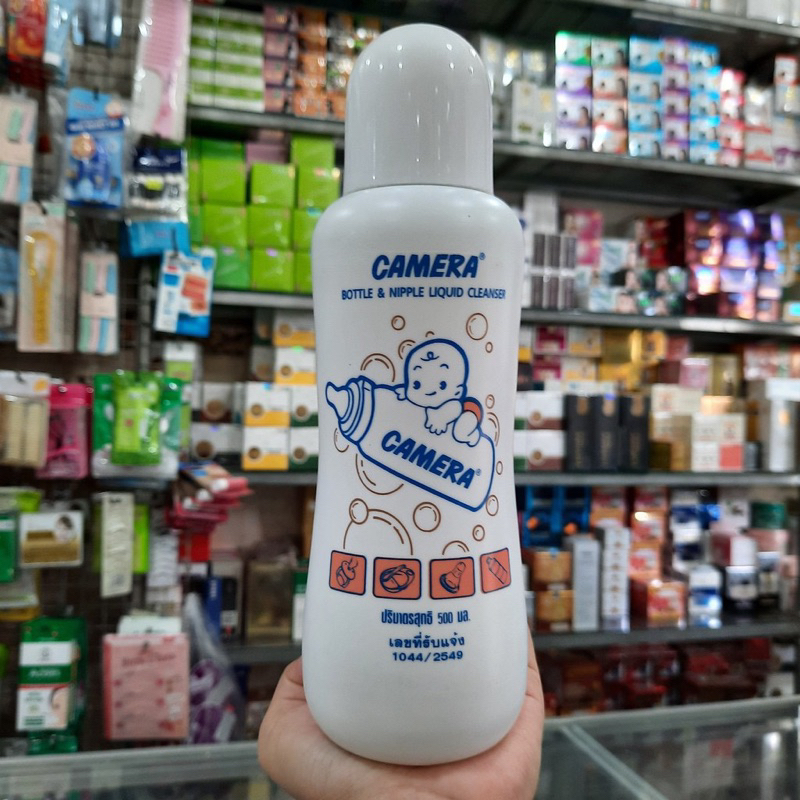 CAMERA®
BOTTLE & NIPPLE LIQUID CLEANSER
CAMERA®
ปริมาตรสุทธิ 500 มล.
เลขที่รับแจ้ง
1044/2549